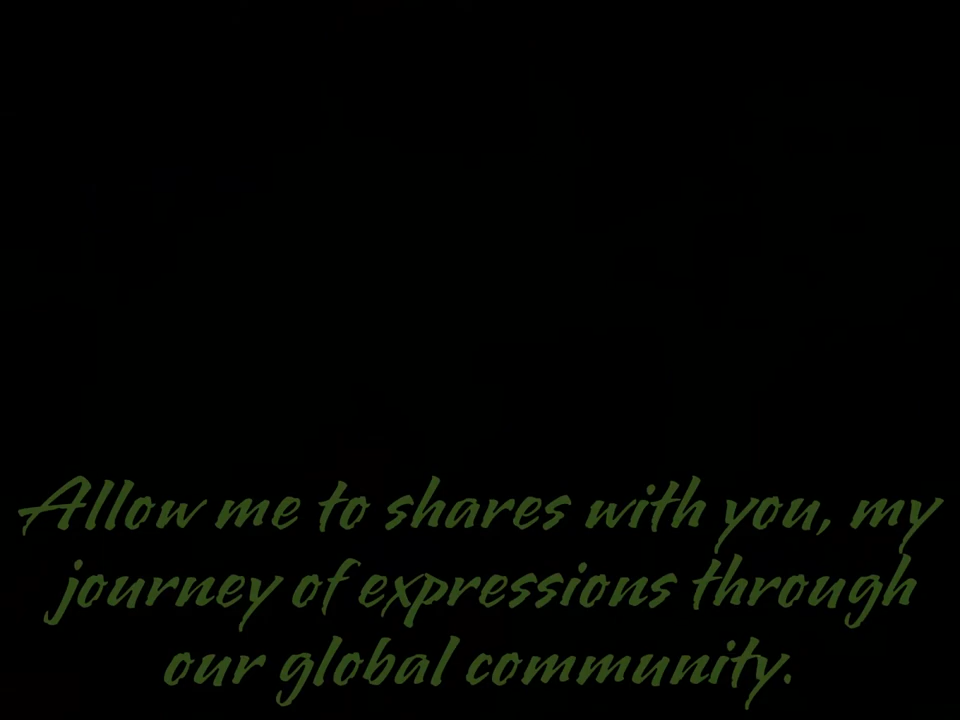 Allow me to shares with you, my
journey of expressions through
our global community.